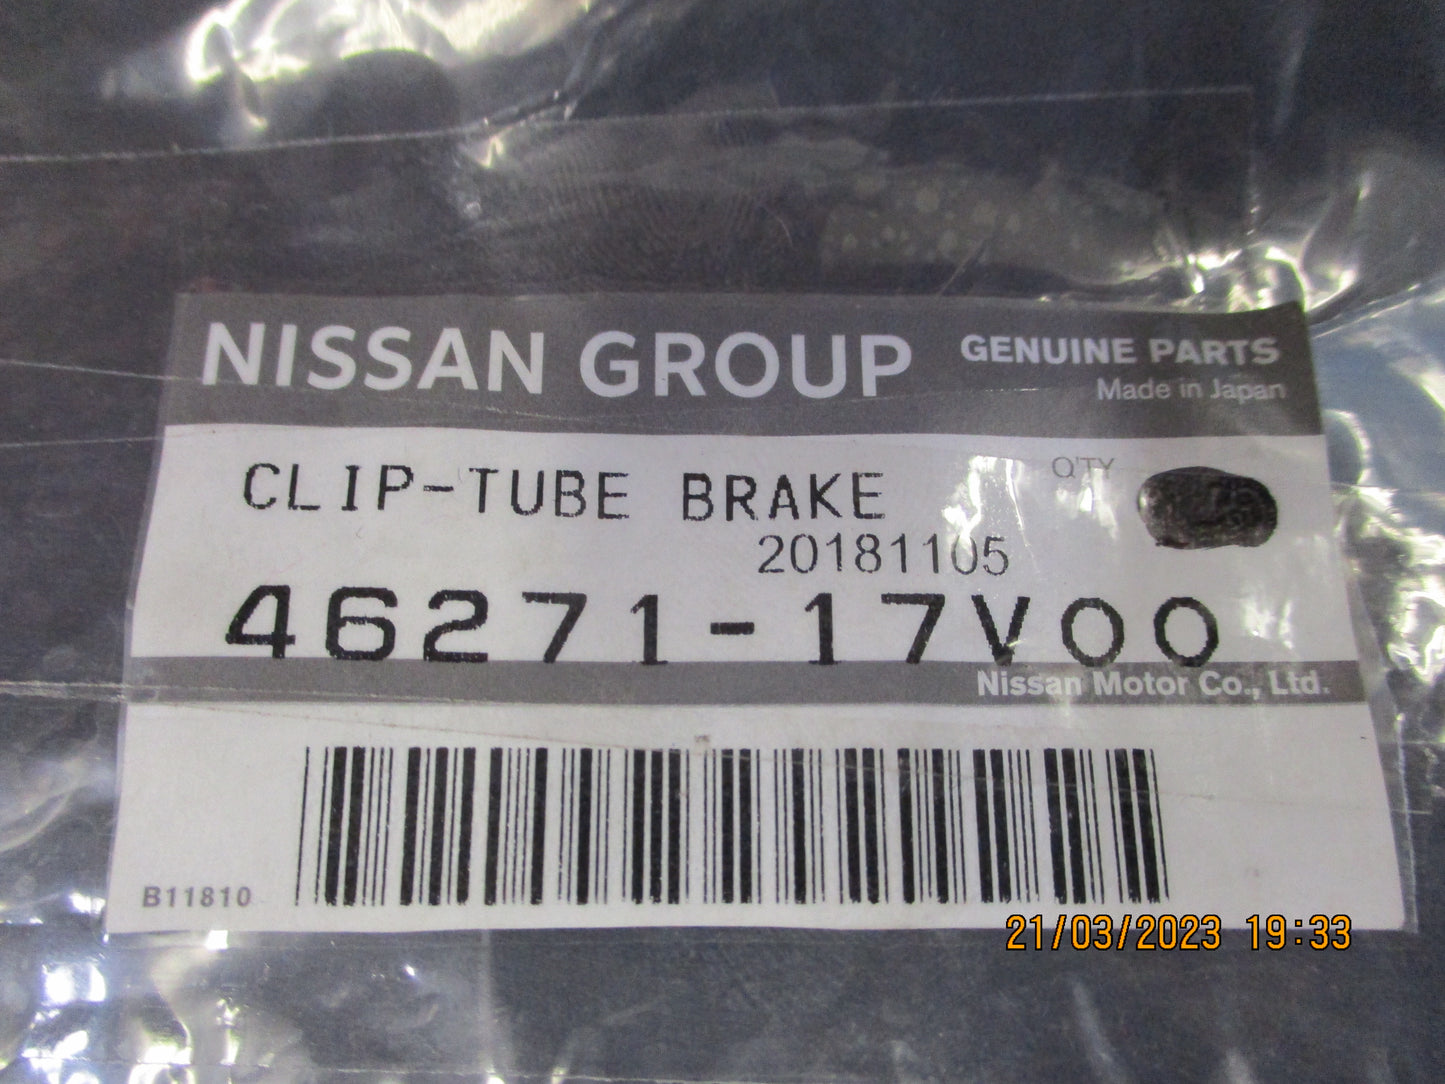 NISSAN GROUP GENUINE PARTS
Made in Japan
CLIP-TUBE BRAKE Q'TY
20181105
46271-17V00
Nissan Motor Co., Ltd.
B11810
21/03/2023 19:33